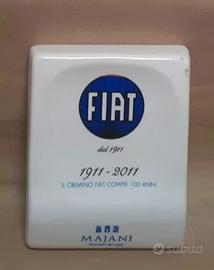 FIAT
dal 1911
1911 - 2011
IL CREMINO FIAT COMPIE 100 ANNI
MAJANI
subito